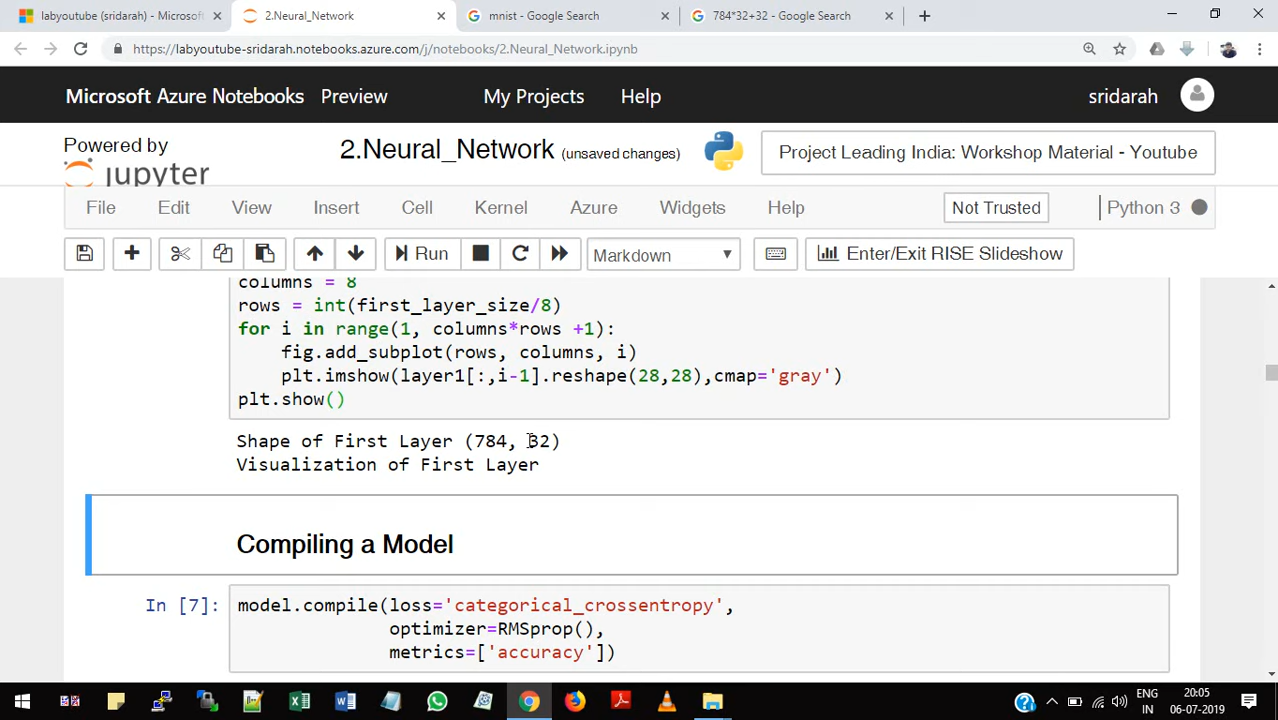 labyoutube (sridarah) - Microsoft
2.Neural_Network
mnist - Google Search
784*32+32 - Google Search
https://labyoutube-sridarah.notebooks.azure.com/j/notebooks/2.Neural_Network.ipynb
Microsoft Azure Notebooks Preview My Projects Help sridarah
Powered by
jupyter
2.Neural_Network (unsaved changes)
Project Leading India: Workshop Material - Youtube
File Edit View Insert Cell Kernel Azure Widgets Help Not Trusted Python 3
Run Markdown Enter/Exit RISE Slideshow
columns = 8
rows = int(first_layer_size/8)
for i in range(1, columns*rows +1):
fig.add_subplot(rows, columns, i)
plt.imshow(layer1[:,i-1].reshape(28,28),cmap='gray')
plt.show()
Shape of First Layer (784, 32)
Visualization of First Layer
Compiling a Model
In [7]: model.compile(loss='categorical_crossentropy',
optimizer=RMSprop(),
metrics=['accuracy'])
ENG
IN
20:05
06-07-2019